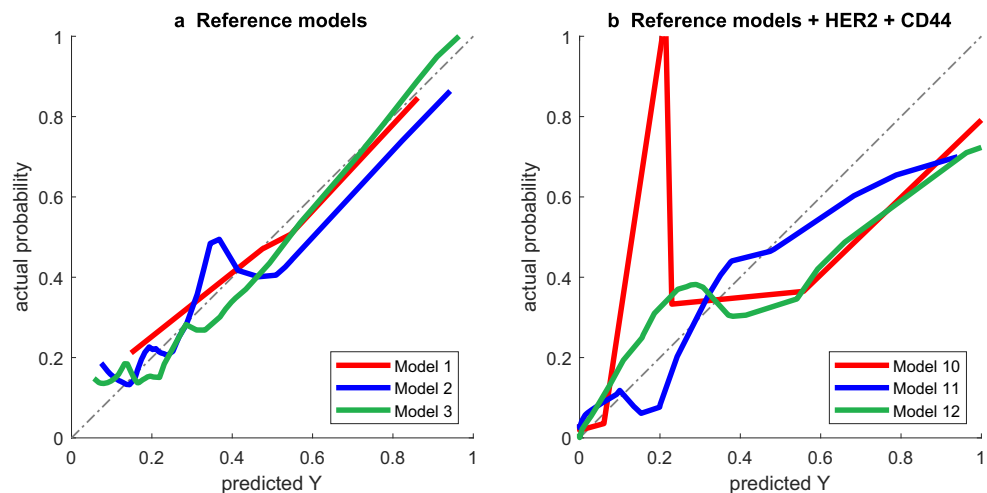 a Reference models
1
0.8
0.6
0.4
0.2
0
0 0.2 0.4 0.6 0.8 1
actual probability
predicted Y
Model 1
Model 2
Model 3
b Reference models + HER2 + CD44
1
0.8
0.6
0.4
0.2
0
0 0.2 0.4 0.6 0.8 1
actual probability
predicted Y
Model 10
Model 11
Model 12